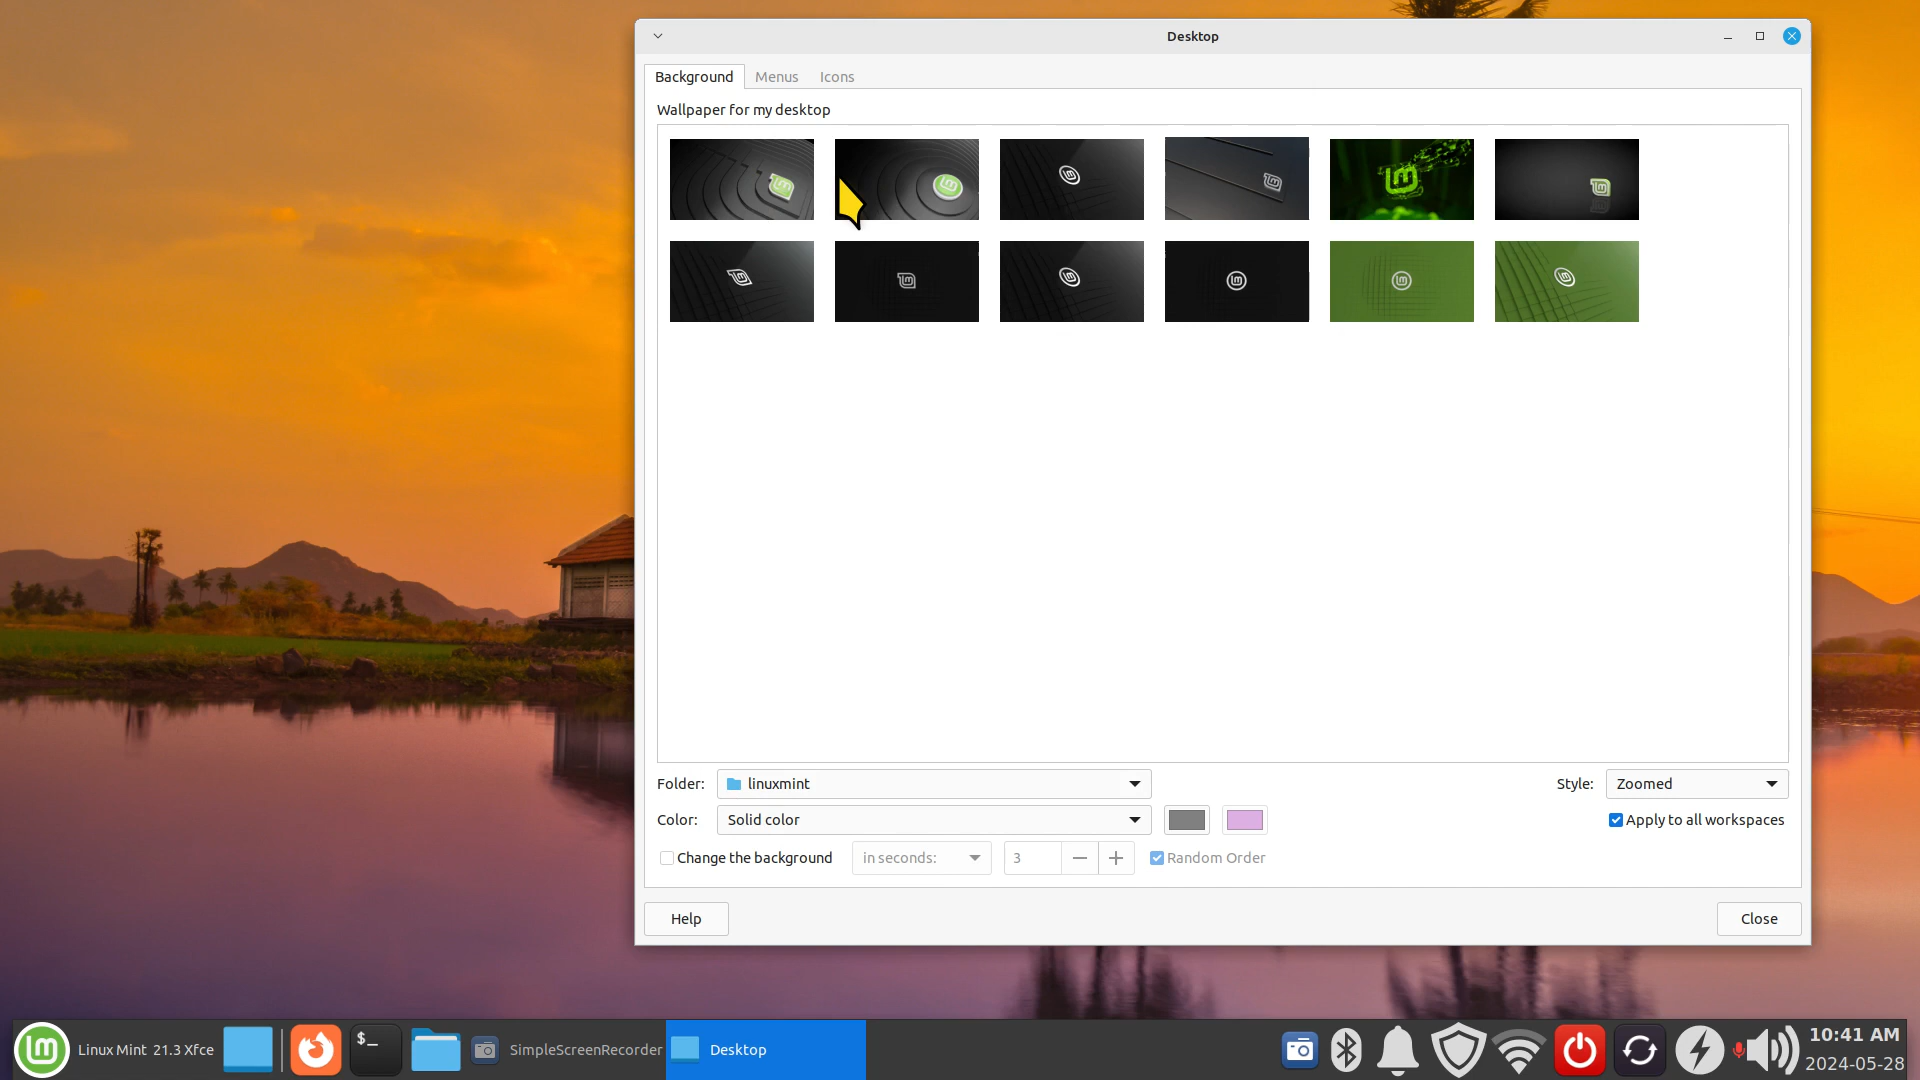 Desktop
Background Menus Icons
Wallpaper for my desktop
Folder: linuxmint Style: Zoomed
Color: Solid color Apply to all workspaces
Change the background in seconds: 3 Random Order
Help Close
$_
Linux Mint 21.3 Xfce SimpleScreenRecorder Desktop
10:41 AM
2024-05-28